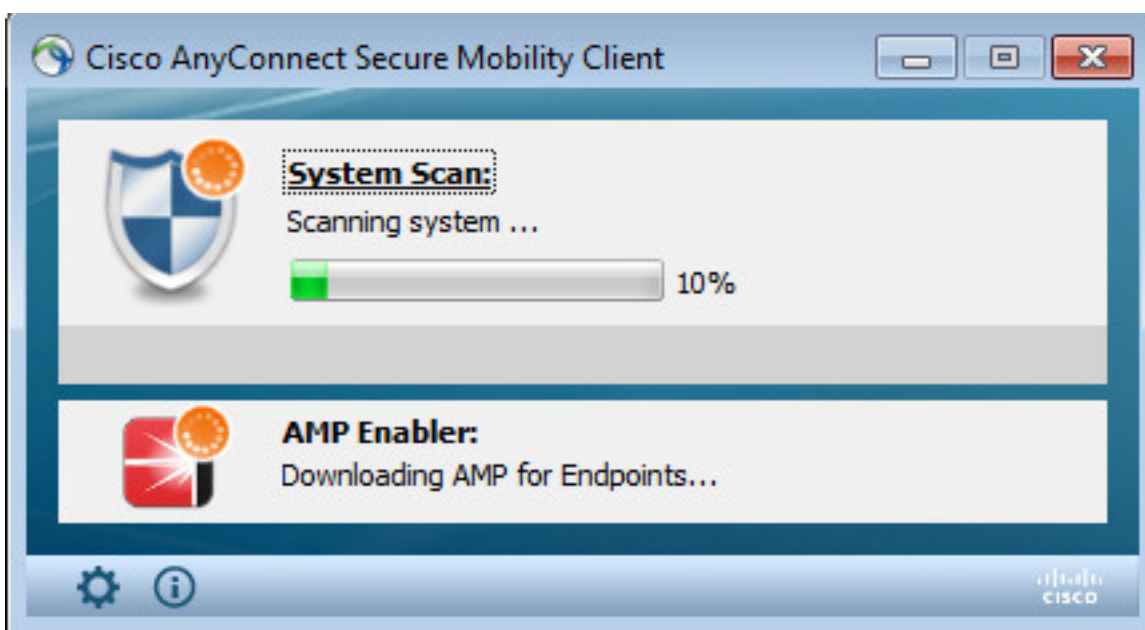 Cisco AnyConnect Secure Mobility Client
System Scan:
Scanning system ...
10%
AMP Enabler:
Downloading AMP for Endpoints...
CISCO